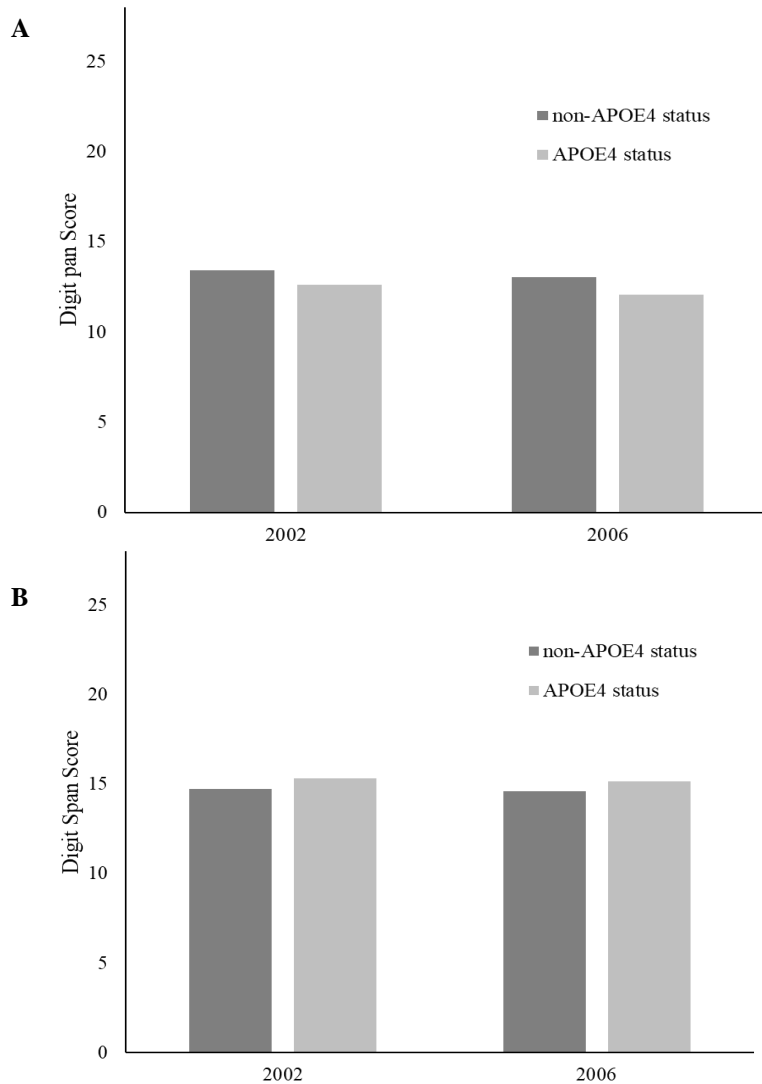 A
25
20
15
10
5
0
Digit pan Score
non-APOE4 status
APOE4 status
2002 2006
B
25
20
15
10
5
0
Digit Span Score
non-APOE4 status
APOE4 status
2002 2006